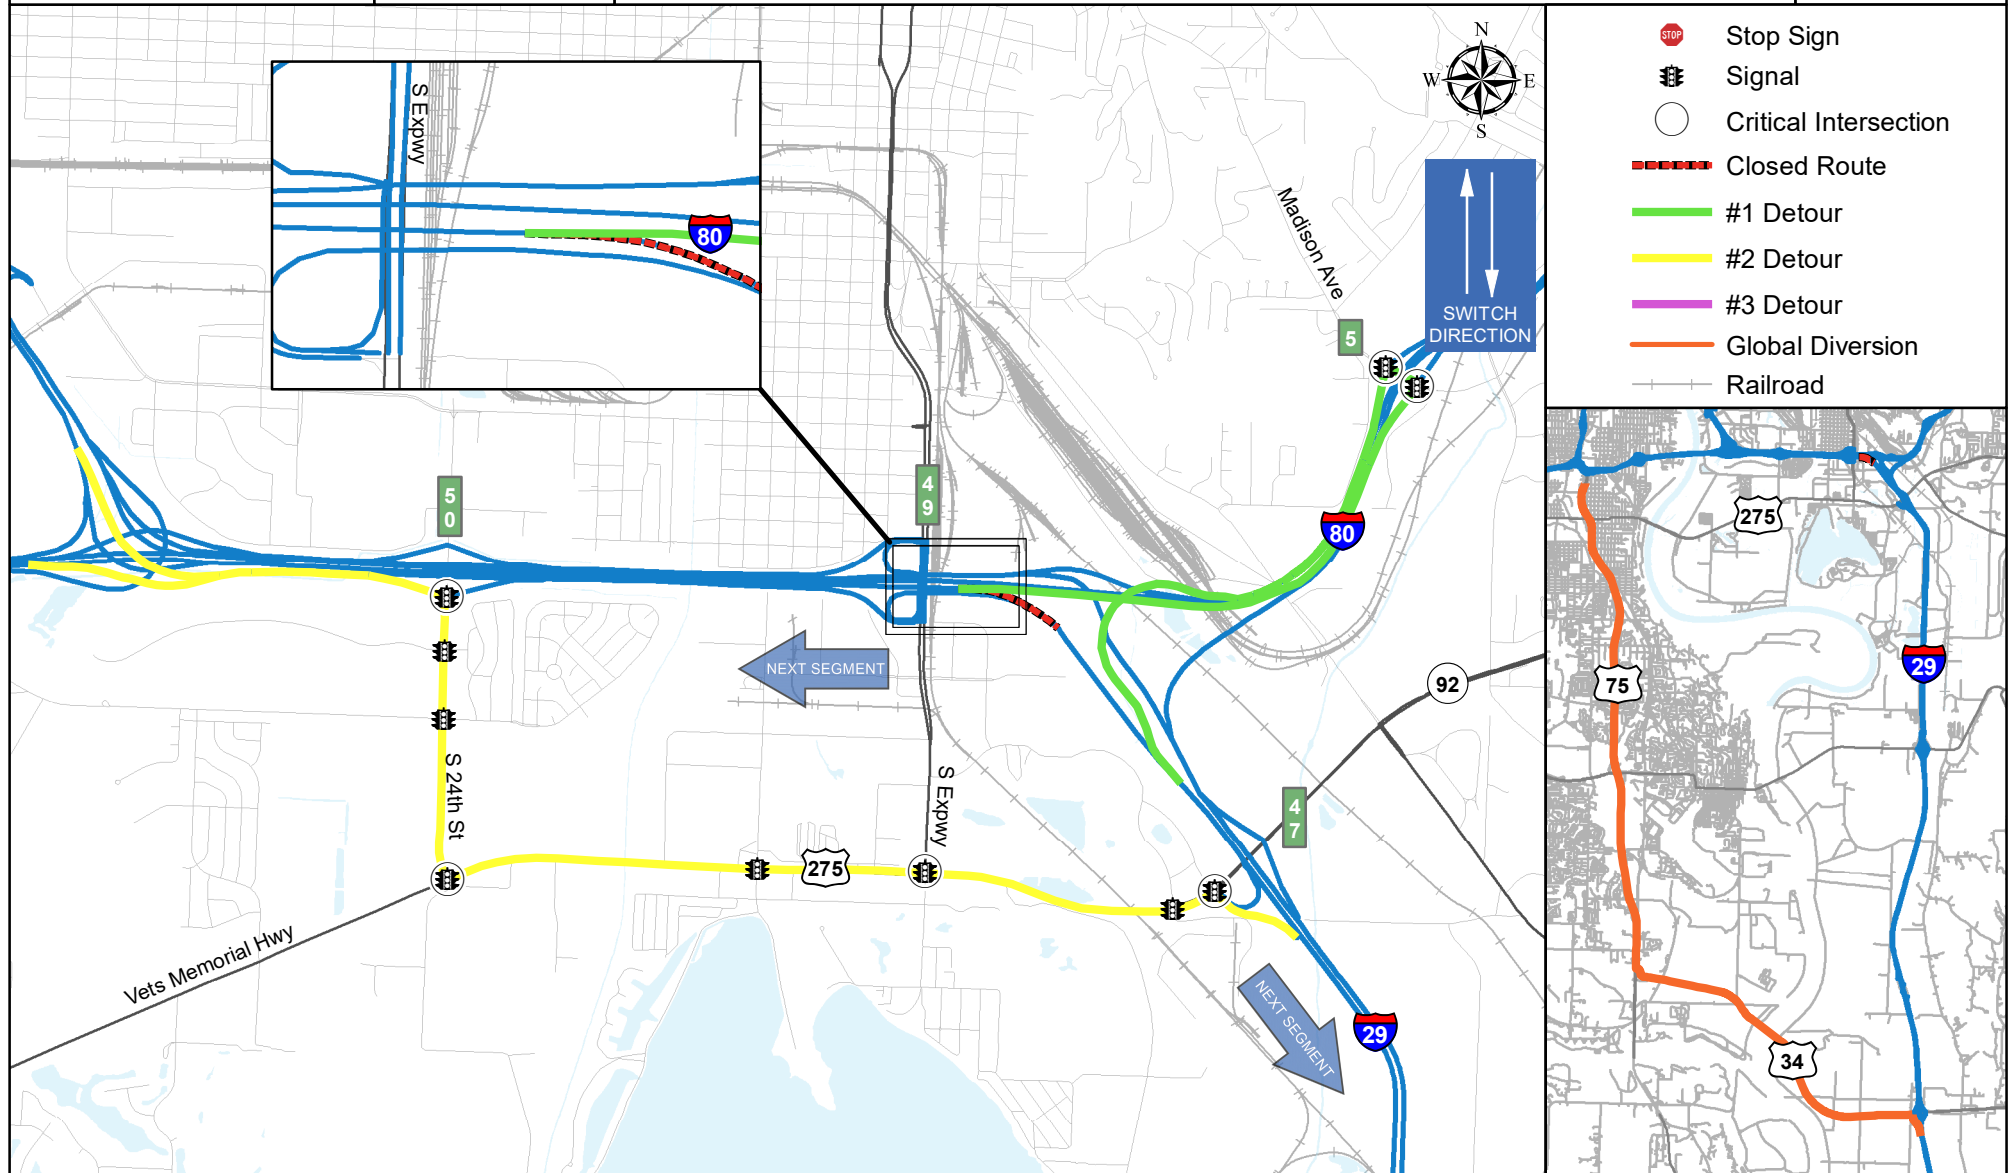 S Expwy
80
N
W
E
S
Madison Ave
SWITCH
DIRECTION
5
5
0
4
9
80
NEXT SEGMENT
92
S 24th St
S Expwy
4
7
275
Vets Memorial Hwy
NEXT SEGMENT
29
STOP
Stop Sign
Signal
Critical Intersection
Closed Route
#1 Detour
#2 Detour
#3 Detour
Global Diversion
Railroad
275
29
75
34